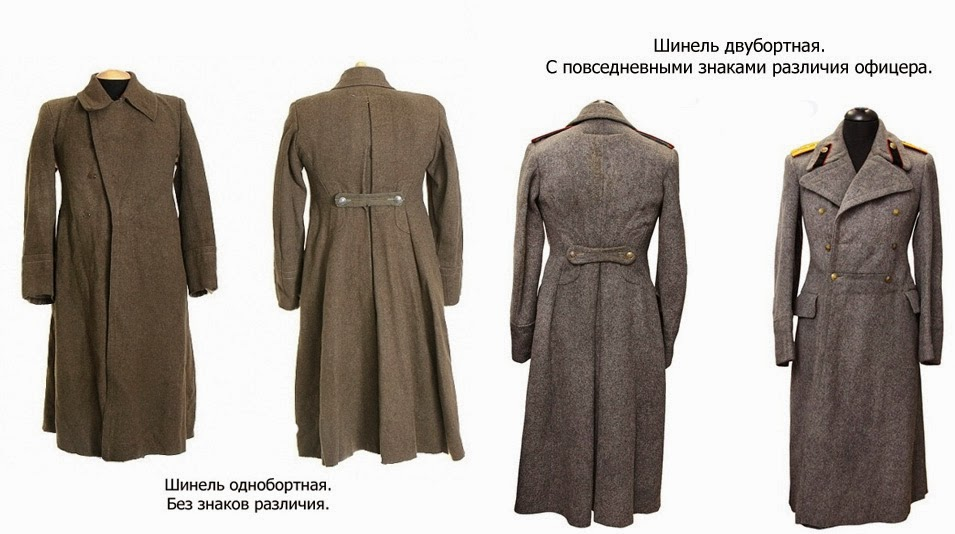 Шинель двубортная.
С повседневными знаками различия офицера.
Шинель однобортная.
Без знаков различия.